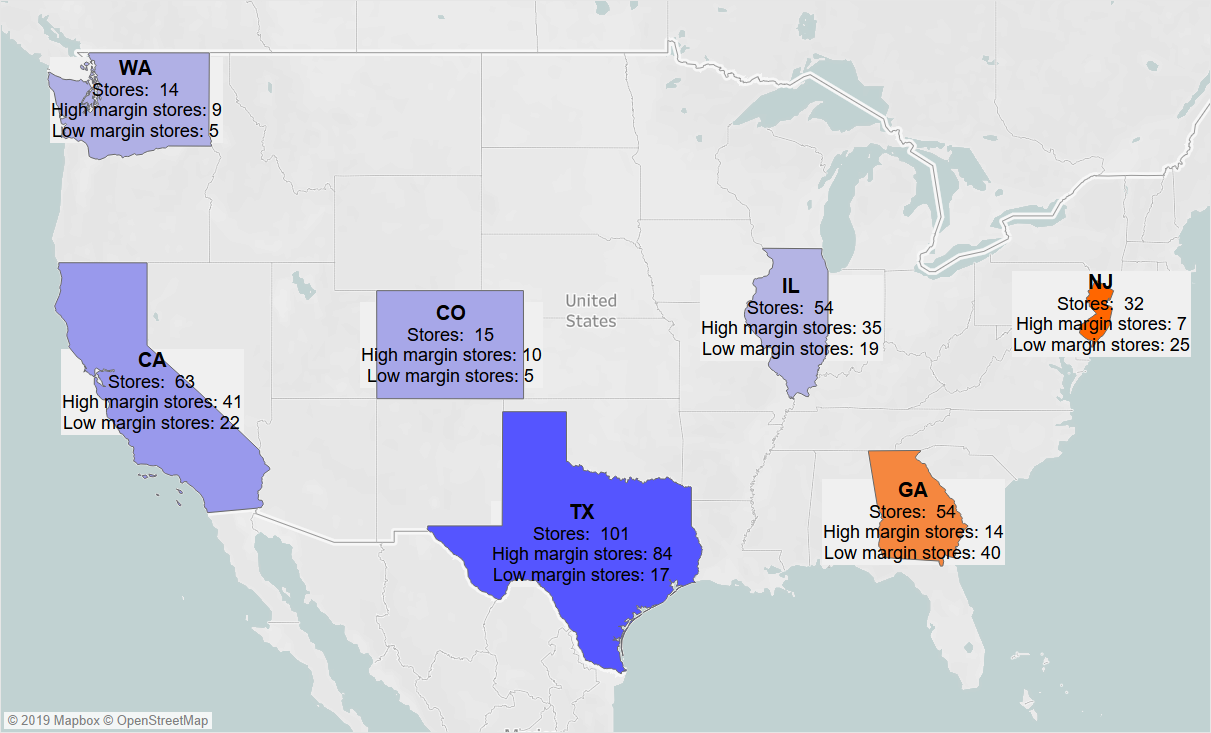 WA
Stores: 14
High margin stores: 9
Low margin stores: 5
CA
Stores: 63
High margin stores: 41
Low margin stores: 22
CO
Stores: 15
High margin stores: 10
Low margin stores: 5
United
States
IL
Stores: 54
High margin stores: 35
Low margin stores: 19
NJ
Stores: 32
High margin stores: 7
Low margin stores: 25
TX
Stores: 101
High margin stores: 84
Low margin stores: 17
GA
Stores: 54
High margin stores: 14
Low margin stores: 40
© 2019 Mapbox © OpenStreetMap